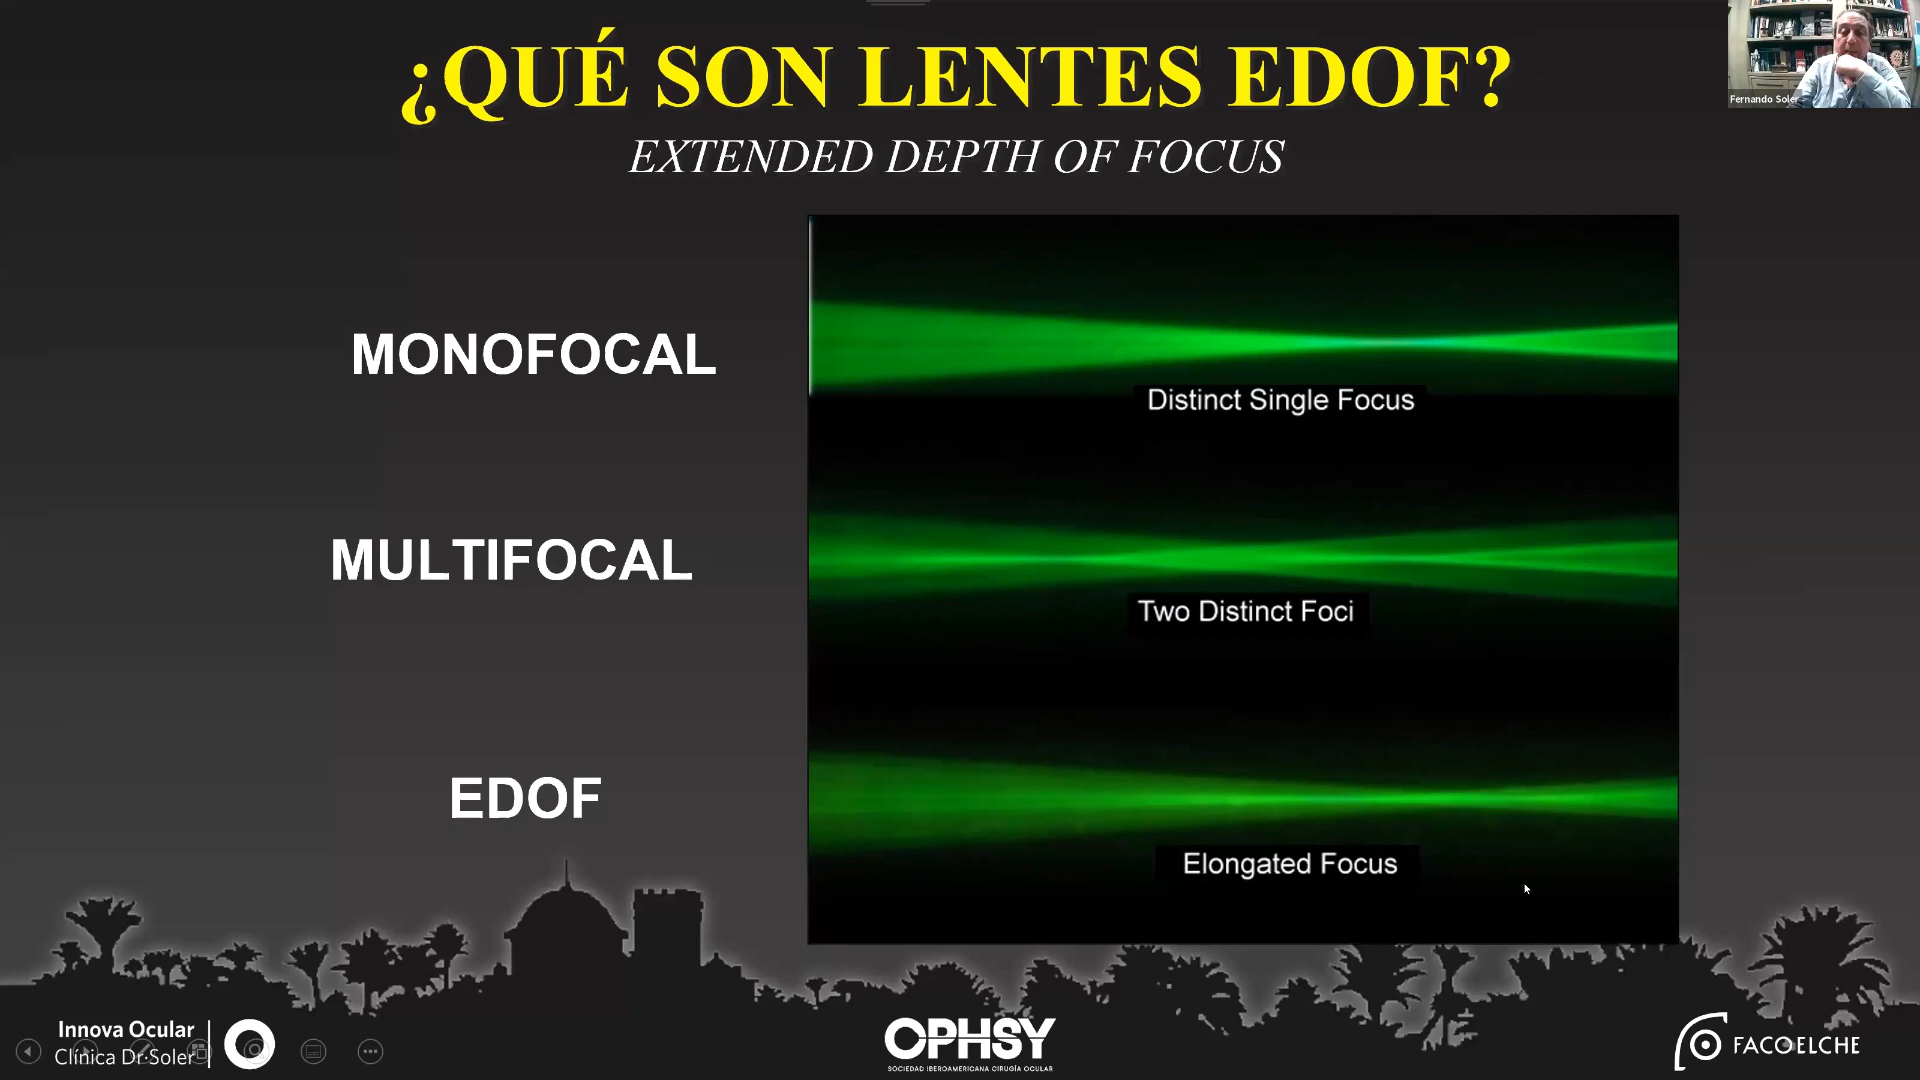 ¿QUÉ SON LENTES EDOF?
EXTENDED DEPTH OF FOCUS
Fernando Soler
MONOFOCAL
Distinct Single Focus
MULTIFOCAL
Two Distinct Foci
EDOF
Elongated Focus
Innova Ocular
Clínica Dr·Soler
OPHSY
SOCIEDAD IBEROAMERICANA CIRUGÍA OCULAR
FACOELCHE